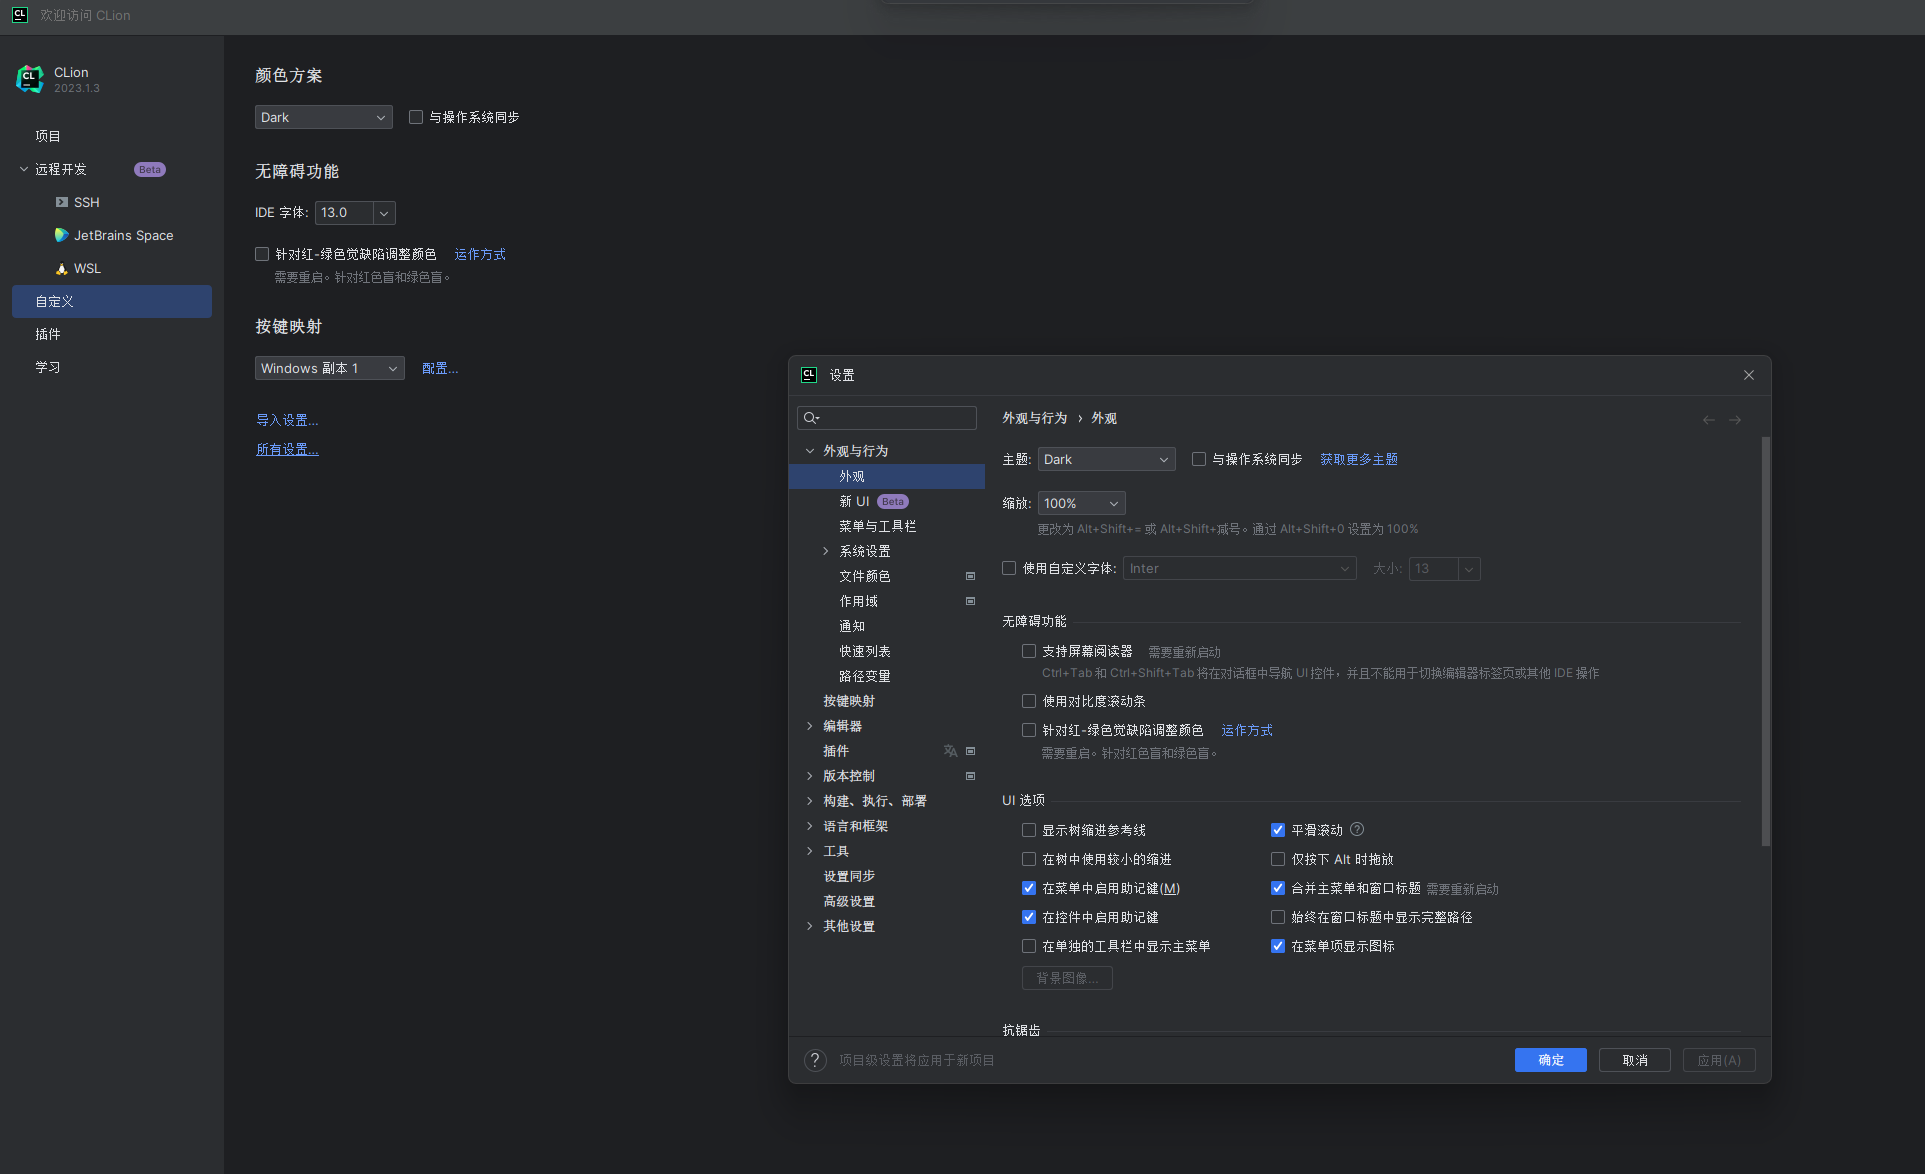 欢迎访问 CLion
CLion
2023.1.3
项目
远程开发 Beta
SSH
JetBrains Space
WSL
自定义
插件
学习
颜色方案
Dark 与操作系统同步
无障碍功能
IDE 字体: 13.0
针对红-绿色觉缺陷调整颜色 运作方式
需要重启。针对红色盲和绿色盲。
按键映射
Windows 副本 1 配置...
导入设置...
所有设置...
设置
外观与行为
外观
新 UI Beta
菜单与工具栏
系统设置
文件颜色
作用域
通知
快速列表
路径变量
按键映射
编辑器
插件
版本控制
构建、执行、部署
语言和框架
工具
设置同步
高级设置
其他设置
外观与行为 › 外观
主题: Dark 与操作系统同步 获取更多主题
缩放: 100%
更改为 Alt+Shift+= 或 Alt+Shift+减号。通过 Alt+Shift+0 设置为 100%
使用自定义字体: Inter 大小: 13
无障碍功能
支持屏幕阅读器 需要重新启动
Ctrl+Tab 和 Ctrl+Shift+Tab 将在对话框中导航 UI 控件，并且不能用于切换编辑器标签页或其他 IDE 操作
使用对比度滚动条
针对红-绿色觉缺陷调整颜色 运作方式
需要重启。针对红色盲和绿色盲。
UI 选项
显示树缩进参考线 平滑滚动 ?
在树中使用较小的缩进 仅按下 Alt 时拖放
在菜单中启用助记键(M) 合并主菜单和窗口标题 需要重新启动
在控件中启用助记键 始终在窗口标题中显示完整路径
在单独的工具栏中显示主菜单 在菜单项显示图标
背景图像...
抗锯齿
? 项目级设置将应用于新项目
确定 取消 应用(A)